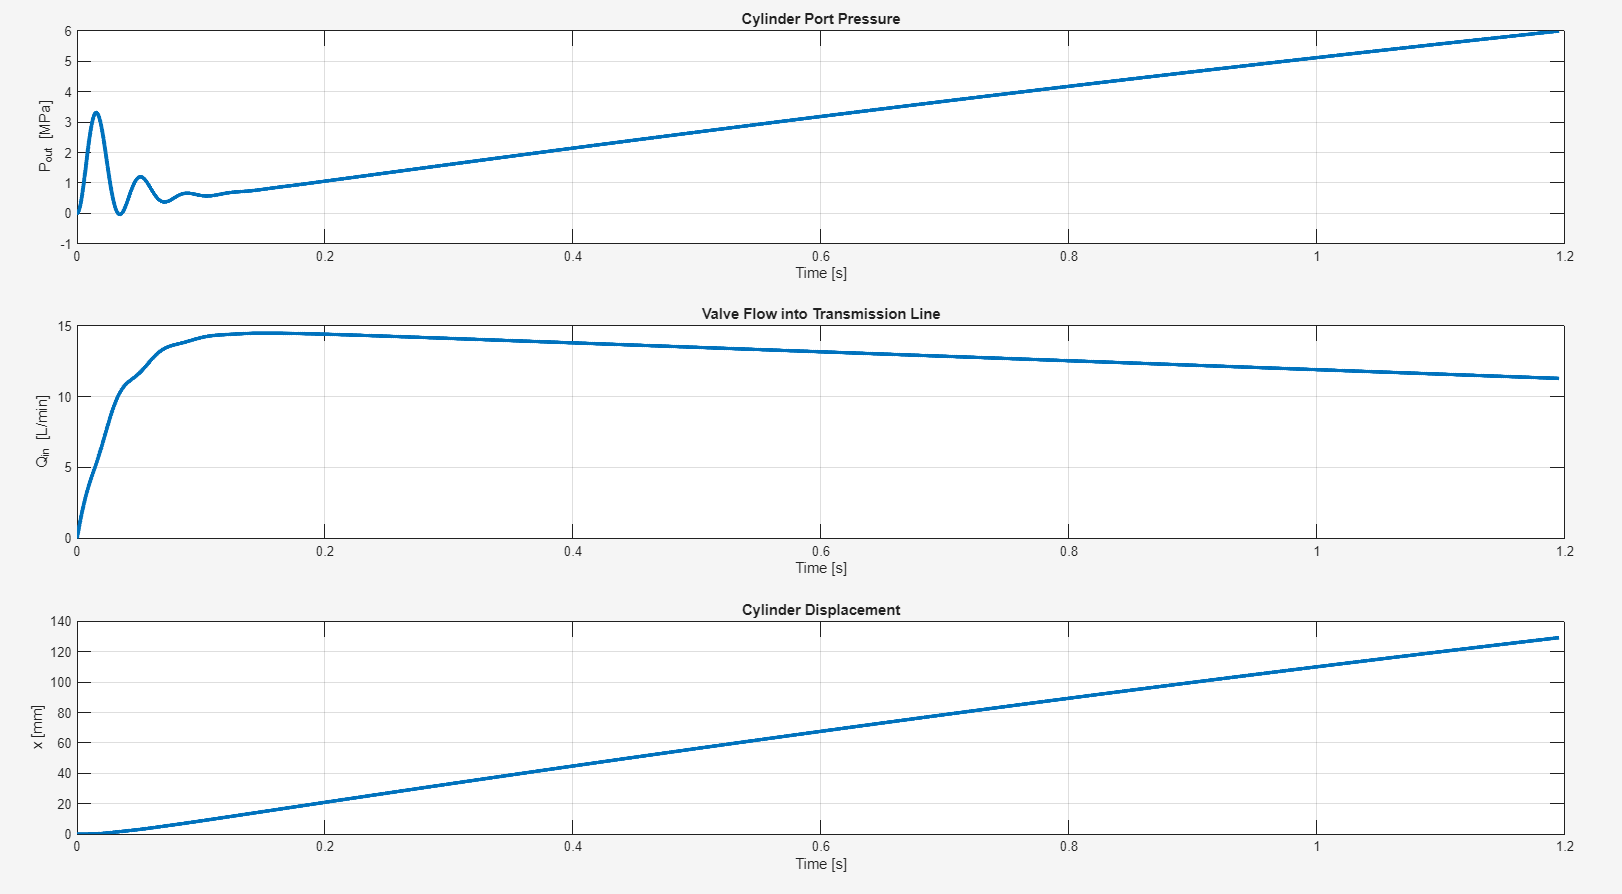 Cylinder Port Pressure
6
5
4
3
2
1
0
-1
P_out [MPa]
0 0.2 0.4 0.6 0.8 1 1.2
Time [s]
Valve Flow into Transmission Line
15
10
5
0
Q_in [L/min]
0 0.2 0.4 0.6 0.8 1 1.2
Time [s]
Cylinder Displacement
140
120
100
80
60
40
20
0
x [mm]
0 0.2 0.4 0.6 0.8 1 1.2
Time [s]